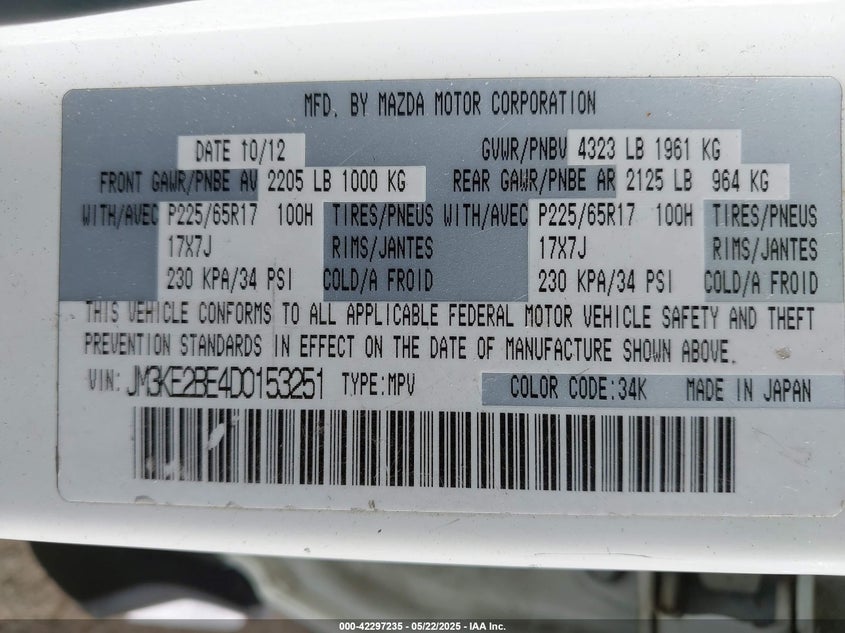 MFD. BY MAZDA MOTOR CORPORATION
DATE 10/12 GVWR/PNBV 4323 LB 1961 KG
FRONT GAWR/PNBE AV 2205 LB 1000 KG REAR GAWR/PNBE AR 2125 LB 964 KG
WITH/AVEC P225/65R17 100H TIRES/PNEUS WITH/AVEC P225/65R17 100H TIRES/PNEUS
17X7J RIMS/JANTES 17X7J RIMS/JANTES
230 KPA/34 PSI COLD/A FROID 230 KPA/34 PSI COLD/A FROID
THIS VEHICLE CONFORMS TO ALL APPLICABLE FEDERAL MOTOR VEHICLE SAFETY AND THEFT
PREVENTION STANDARDS IN EFFECT ON THE DATE OF MANUFACTURE SHOWN ABOVE.
VIN: JM3KE2BE4D0153251 TYPE:MPV COLOR CODE:34K MADE IN JAPAN
000-42297235 - 05/22/2025 - IAA Inc.